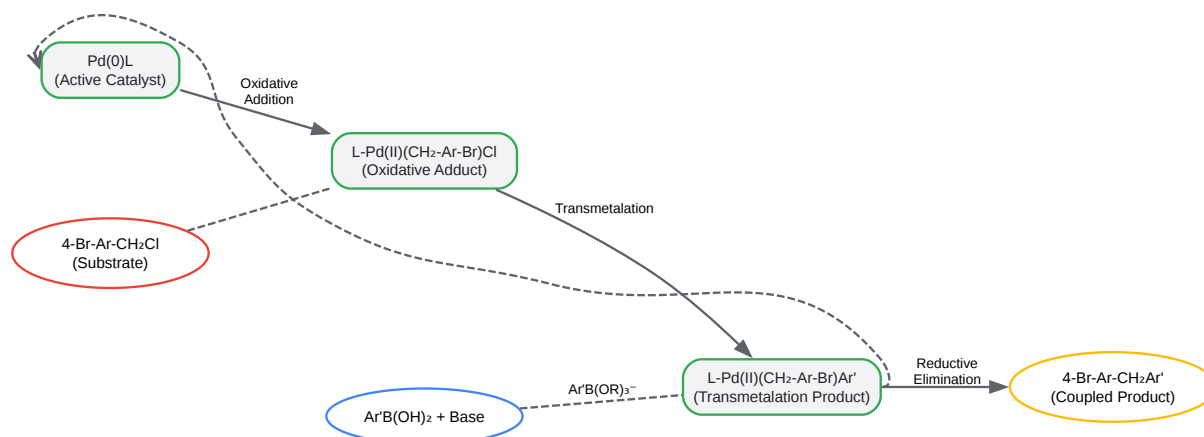 Pd(0)L
(Active Catalyst)
Oxidative
Addition
L-Pd(II)(CH₂-Ar-Br)Cl
(Oxidative Adduct)
Transmetalation
4-Br-Ar-CH₂Cl
(Substrate)
L-Pd(II)(CH₂-Ar-Br)Ar'
(Transmetalation Product)
Reductive
Elimination
4-Br-Ar-CH₂Ar'
(Coupled Product)
Ar'B(OR)₃⁻
Ar'B(OH)₂ + Base